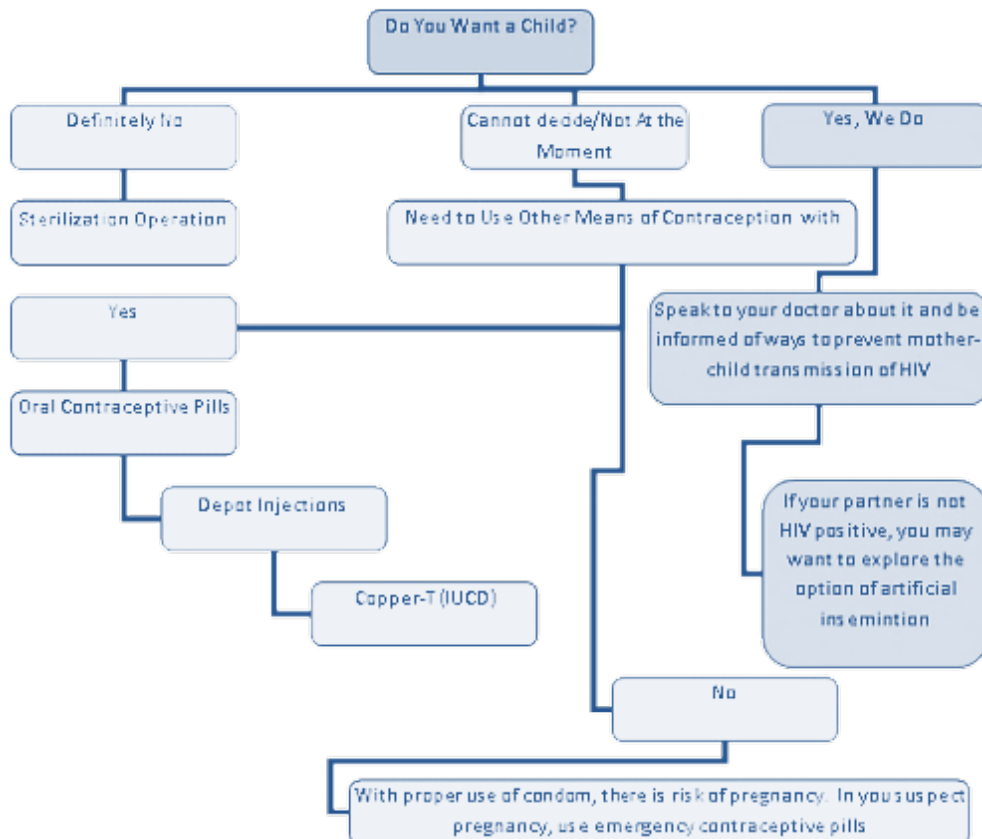 Do You Want a Child?
Definitely No
Cannot decide/Not At the
Moment
Yes, We Do
Sterilization Operation
Need to Use Other Means of Contraception with
Yes
Speak to your doctor about it and be
informed of ways to prevent mother-
child transmission of HIV
Oral Contraceptive Pills
Depot Injections
If your partner is not
HIV positive, you may
want to explore the
option of artificial
insemintion
Copper-T (IUCD)
No
With proper use of condom, there is risk of pregnancy. In you suspect
pregnancy, use emergency contraceptive pills